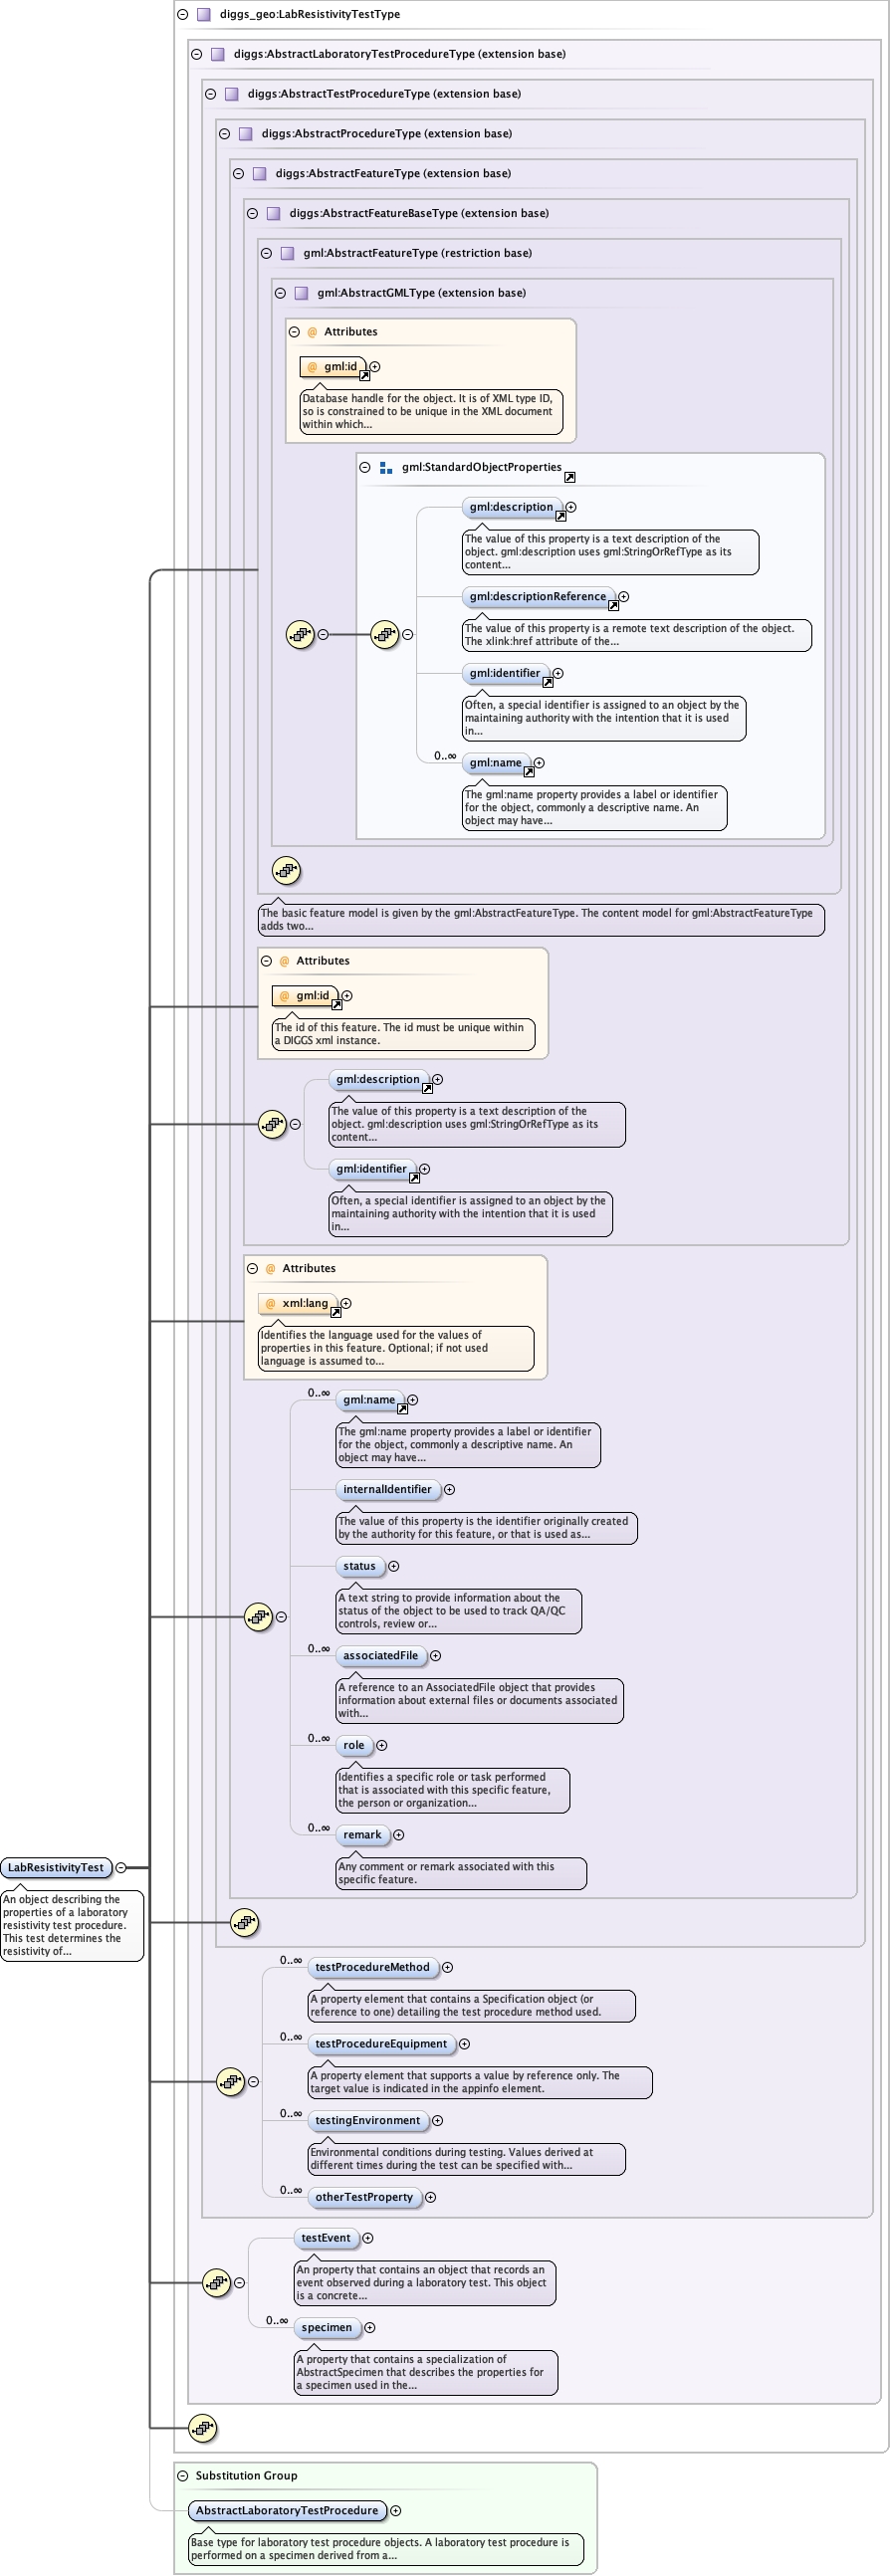 diggs_geo:LabResistivityTestType
diggs:AbstractLaboratoryTestProcedureType (extension base)
diggs:AbstractTestProcedureType (extension base)
diggs:AbstractProcedureType (extension base)
diggs:AbstractFeatureType (extension base)
diggs:AbstractFeatureBaseType (extension base)
gml:AbstractFeatureType (restriction base)
gml:AbstractGMLType (extension base)
@ Attributes
@ gml:id
Database handle for the object. It is of XML type ID,
so is constrained to be unique in the XML document
within which...
gml:StandardObjectProperties
gml:description
The value of this property is a text description of the
object. gml:description uses gml:StringOrRefType as its
content...
gml:descriptionReference
The value of this property is a remote text description of the object.
The xlink:href attribute of the...
gml:identifier
Often, a special identifier is assigned to an object by the
maintaining authority with the intention that it is used
in...
0..∞
gml:name
The gml:name property provides a label or identifier
for the object, commonly a descriptive name. An
object may have...
The basic feature model is given by the gml:AbstractFeatureType. The content model for gml:AbstractFeatureType
adds two...
@ Attributes
@ gml:id
The id of this feature. The id must be unique within
a DIGGS xml instance.
gml:description
The value of this property is a text description of the
object. gml:description uses gml:StringOrRefType as its
content...
gml:identifier
Often, a special identifier is assigned to an object by the
maintaining authority with the intention that it is used
in...
@ Attributes
@ xml:lang
Identifies the language used for the values of
properties in this feature. Optional; if not used
language is assumed to...
0..∞
gml:name
The gml:name property provides a label or identifier
for the object, commonly a descriptive name. An
object may have...
internalIdentifier
The value of this property is the identifier originally created
by the authority for this feature, or that is used as...
status
A text string to provide information about the
status of the object to be used to track QA/QC
controls, review or...
0..∞
associatedFile
A reference to an AssociatedFile object that provides
information about external files or documents associated
with...
0..∞
role
Identifies a specific role or task performed
that is associated with this specific feature,
the person or organization...
0..∞
remark
Any comment or remark associated with this
specific feature.
LabResistivityTest
An object describing the
properties of a laboratory
resistivity test procedure.
This test determines the
resistivity of...
0..∞
testProcedureMethod
A property element that contains a Specification object (or
reference to one) detailing the test procedure method used.
0..∞
testProcedureEquipment
A property element that supports a value by reference only. The
target value is indicated in the appinfo element.
0..∞
testingEnvironment
Environmental conditions during testing. Values derived at
different times during the test can be specified with...
0..∞
otherTestProperty
testEvent
An property that contains an object that records an
event observed during a laboratory test. This object
is a concrete...
0..∞
specimen
A property that contains a specialization of
AbstractSpecimen that describes the properties for
a specimen used in the...
Substitution Group
AbstractLaboratoryTestProcedure
Base type for laboratory test procedure objects. A laboratory test procedure is
performed on a specimen derived from a...